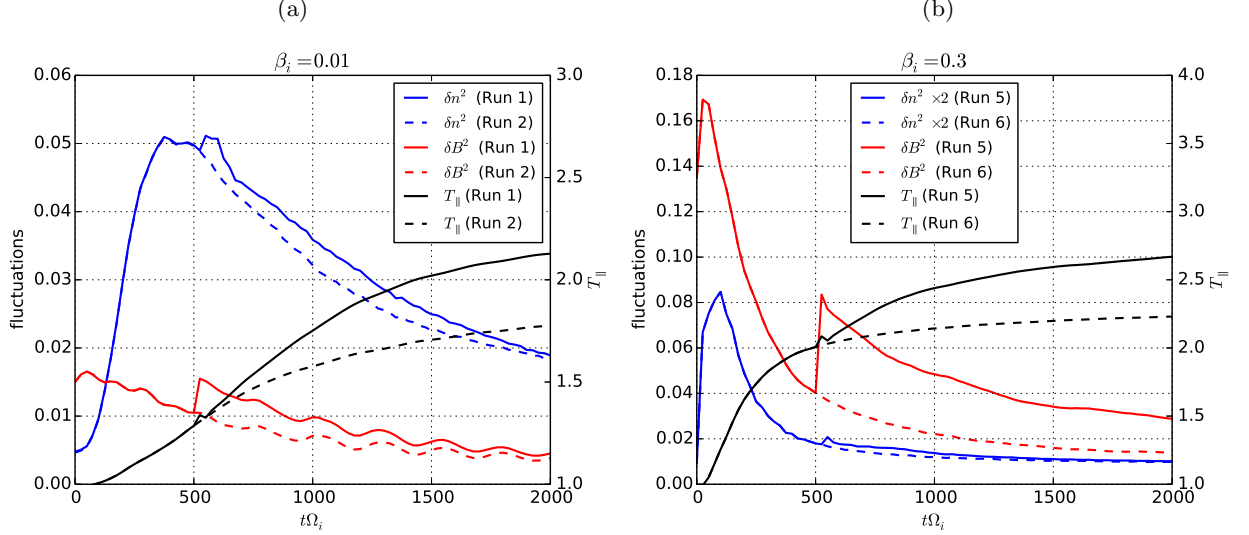 (a)
(b)
β_i = 0.01
β_i = 0.3
0.06
0.05
0.04
0.03
0.02
0.01
0.00
fluctuations
3.0
2.5
2.0
1.5
1.0
T_∥
δn² (Run 1)
δn² (Run 2)
δB² (Run 1)
δB² (Run 2)
T_∥ (Run 1)
T_∥ (Run 2)
0 500 1000 1500 2000
tΩ_i
0.18
0.16
0.14
0.12
0.10
0.08
0.06
0.04
0.02
0.00
fluctuations
4.0
3.5
3.0
2.5
2.0
1.5
1.0
T_∥
δn² ×2 (Run 5)
δn² ×2 (Run 6)
δB² (Run 5)
δB² (Run 6)
T_∥ (Run 5)
T_∥ (Run 6)
0 500 1000 1500 2000
tΩ_i